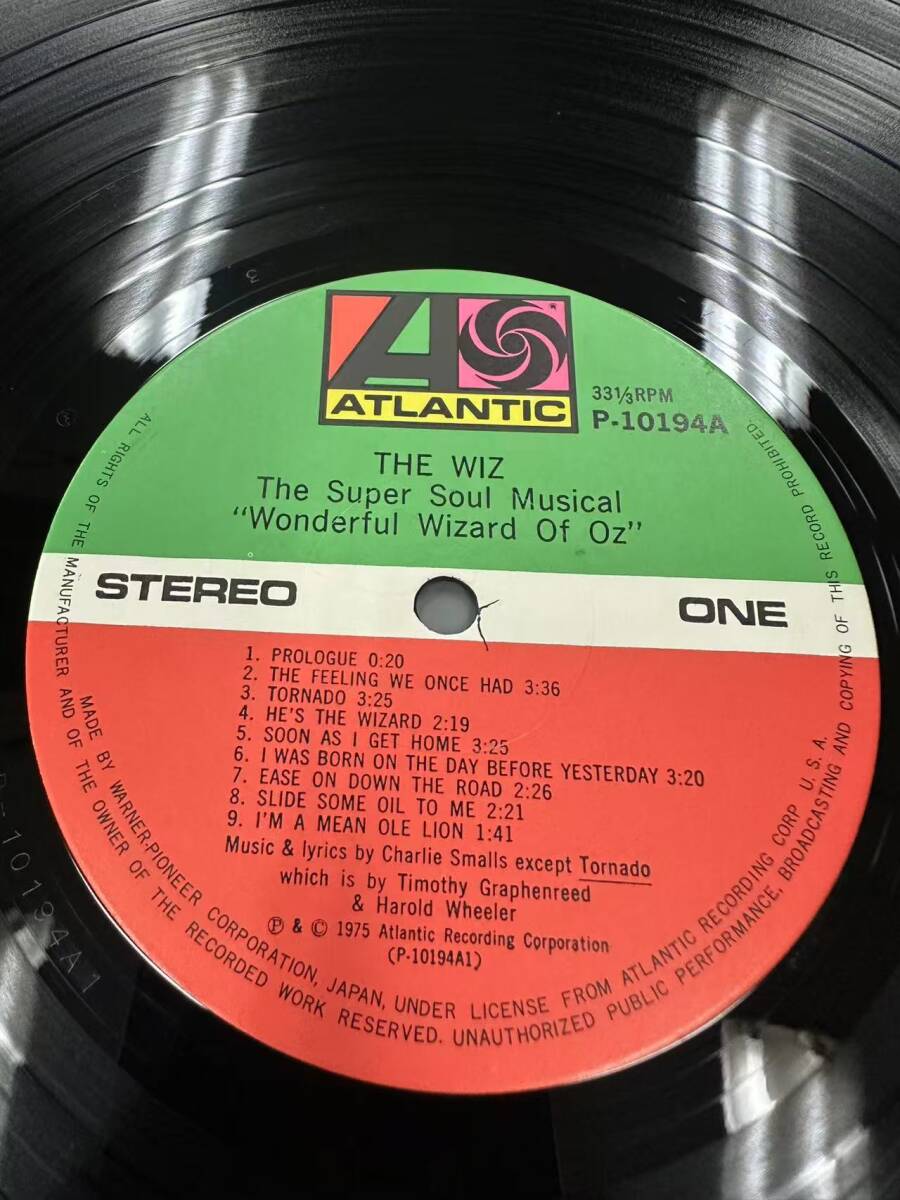 ATLANTIC
®
33⅓RPM
P-10194A
THE WIZ
The Super Soul Musical
"Wonderful Wizard Of Oz"
STEREO
ONE
1. PROLOGUE 0:20
2. THE FEELING WE ONCE HAD 3:36
3. TORNADO 3:25
4. HE'S THE WIZARD 2:19
5. SOON AS I GET HOME 3:25
6. I WAS BORN ON THE DAY BEFORE YESTERDAY 3:20
7. EASE ON DOWN THE ROAD 2:26
8. SLIDE SOME OIL TO ME 2:21
9. I'M A MEAN OLE LION 1:41
Music & lyrics by Charlie Smalls except Tornado
which is by Timothy Graphenreed
& Harold Wheeler
Ⓟ & © 1975 Atlantic Recording Corporation
(P-10194A1)
MADE BY WARNER-PIONEER CORPORATION, JAPAN, UNDER LICENSE FROM ATLANTIC RECORDING CORP. U.S.A.
ALL RIGHTS OF THE MANUFACTURER AND OF THE OWNER OF THE RECORDED WORK RESERVED. UNAUTHORIZED PUBLIC PERFORMANCE, BROADCASTING AND COPYING OF THIS RECORD PROHIBITED
P-10194A1
3